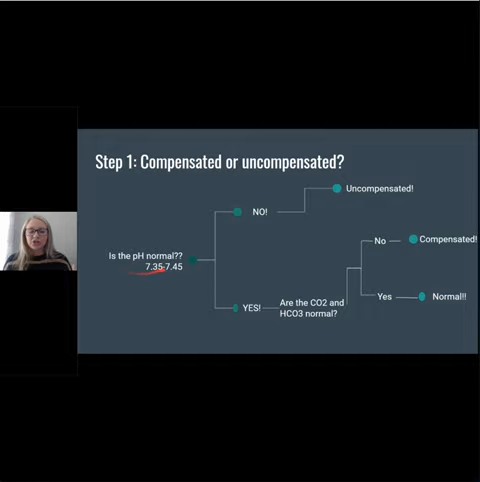 Step 1: Compensated or uncompensated?
Uncompensated!
NO!
Is the pH normal??
7.35-7.45
No
Compensated!
Are the CO2 and
HCO3 normal?
YES!
Yes
Normal!!